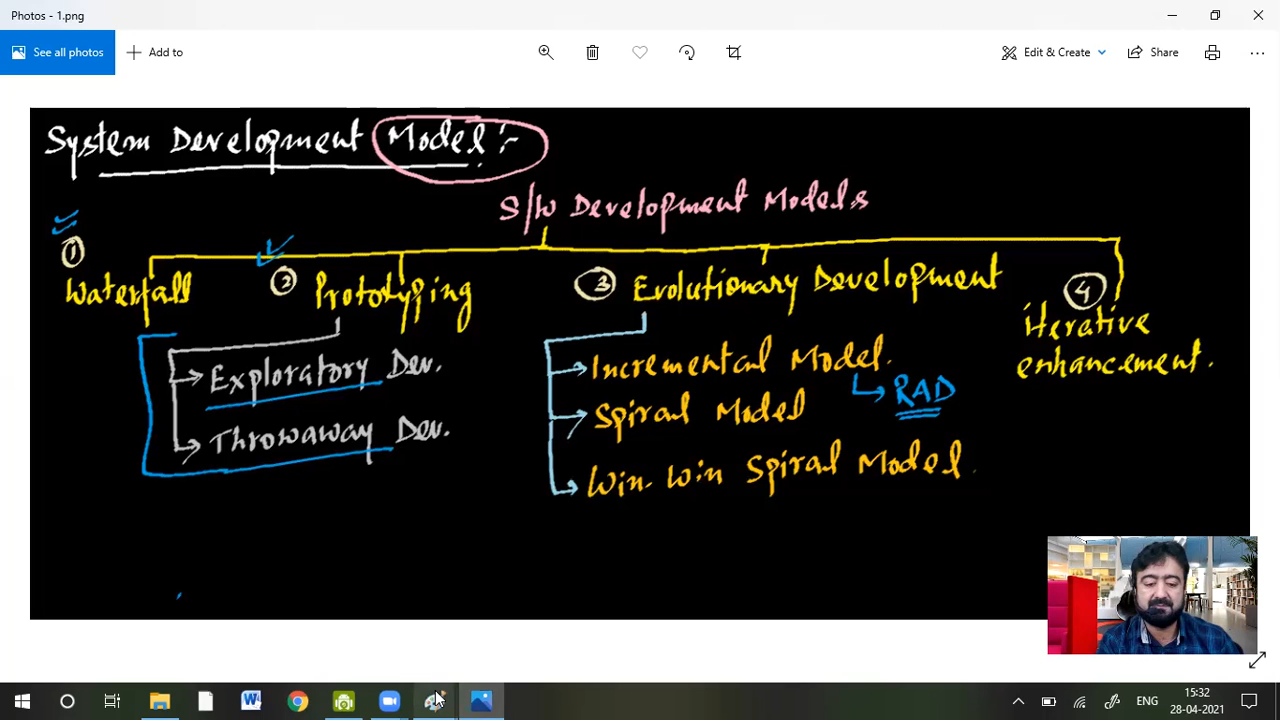 Photos - 1.png
See all photos
Add to
Edit & Create
Share
System Development Model :-
S/W Development Models
1
Waterfall
2 Prototyping
Exploratory Dev.
Throwaway Dev.
3 Evolutionary Development
Incremental Model.
RAD
Spiral Model
Win-Win Spiral Model
4
iterative
enhancement.
ENG
15:32
28-04-2021